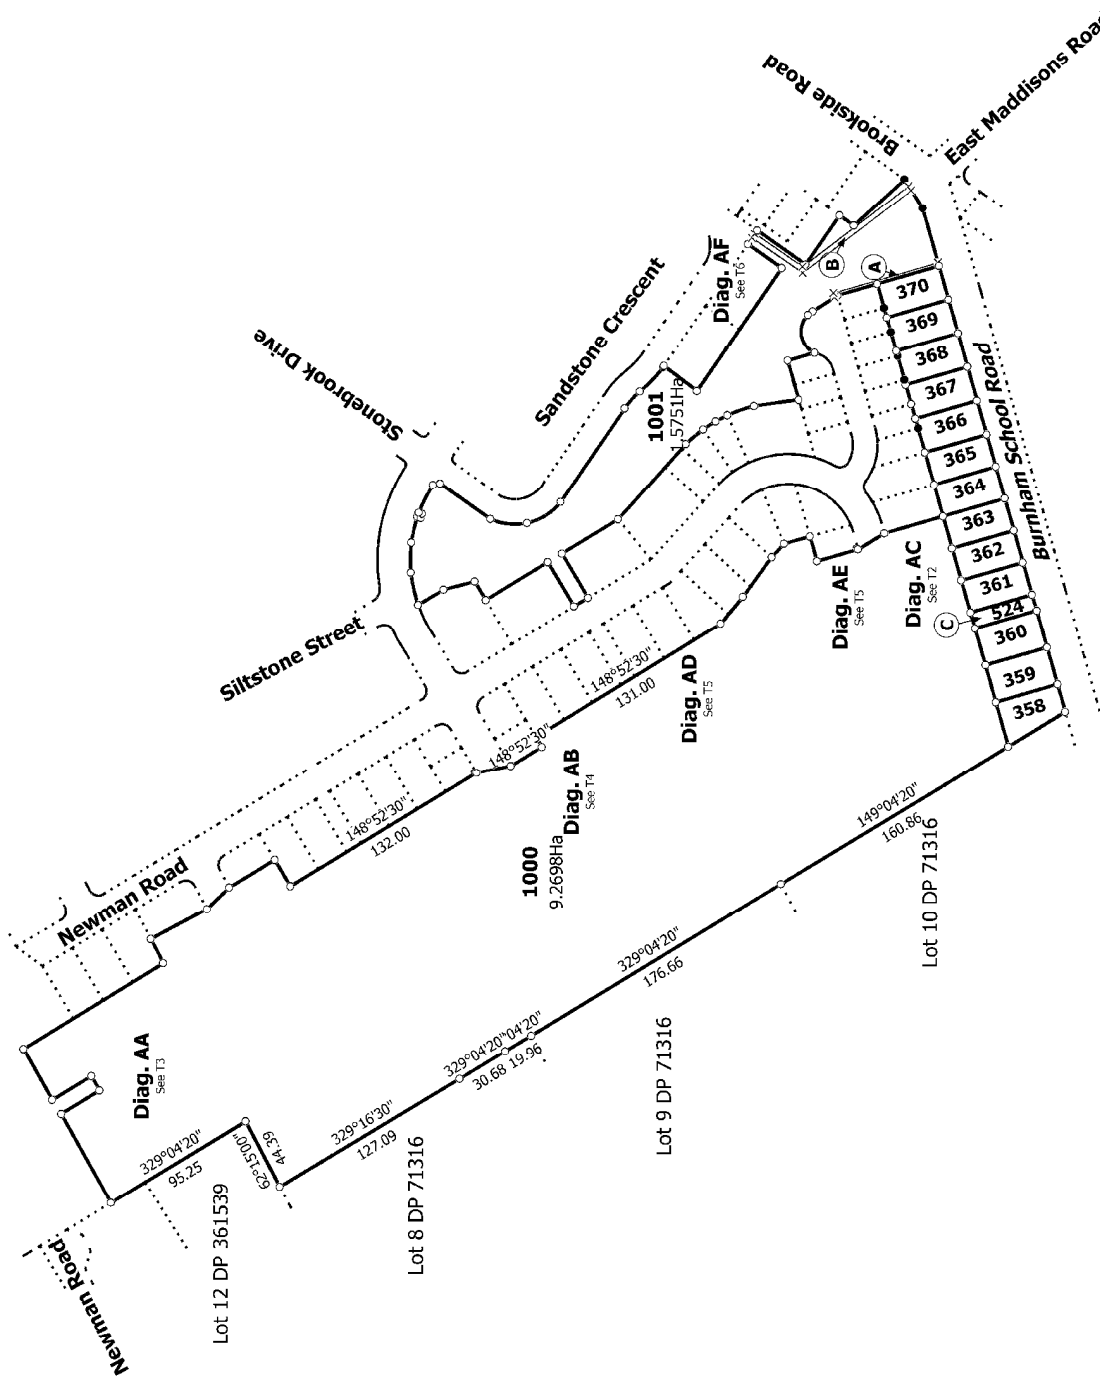 Brookside Road
East Maddisons Road
Diag. AF
See T6
Sandstone Crescent
Stonebrook Drive
B
A
370
369
368
367
366
365
364
363
362
361
524
360
359
358
C
Burnham School Road
1001
1.5751Ha
Siltstone Street
Diag. AC
See T2
Diag. AE
See T5
Diag. AD
See T5
148°52'30"
131.00
148°52'30"
Diag. AB
See T4
148°52'30"
132.00
1000
9.2698Ha
Newman Road
149°04'20"
160.86
Lot 10 DP 71316
329°04'20"
176.66
Lot 9 DP 71316
329°04'20"
04'20"
30.68
19.96
329°16'30"
127.09
Lot 8 DP 71316
Diag. AA
See T3
329°04'20"
95.25
62°15'00"
44.39
Lot 12 DP 361539
Newman Road